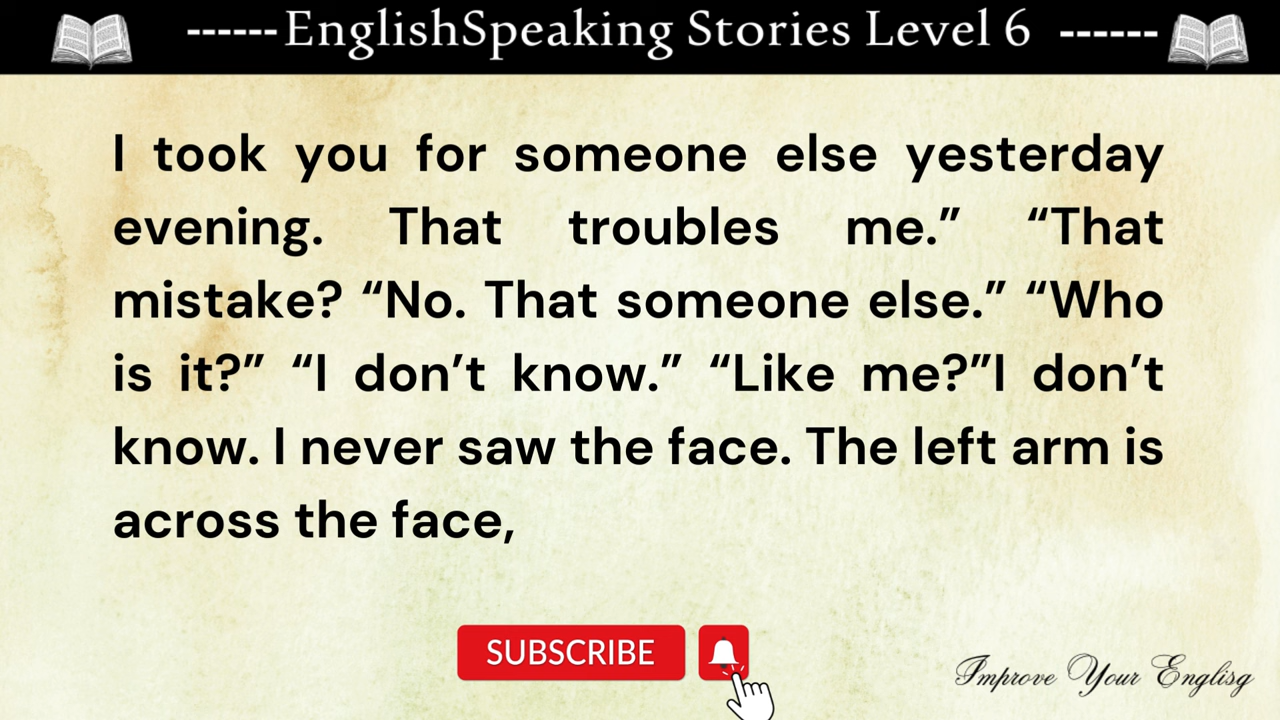 ------EnglishSpeaking Stories Level 6 ------
I took you for someone else yesterday
evening. That troubles me.” “That
mistake? “No. That someone else.” “Who
is it?” “I don’t know.” “Like me?”I don’t
know. I never saw the face. The left arm is
across the face,
SUBSCRIBE
Improve Your Englisg